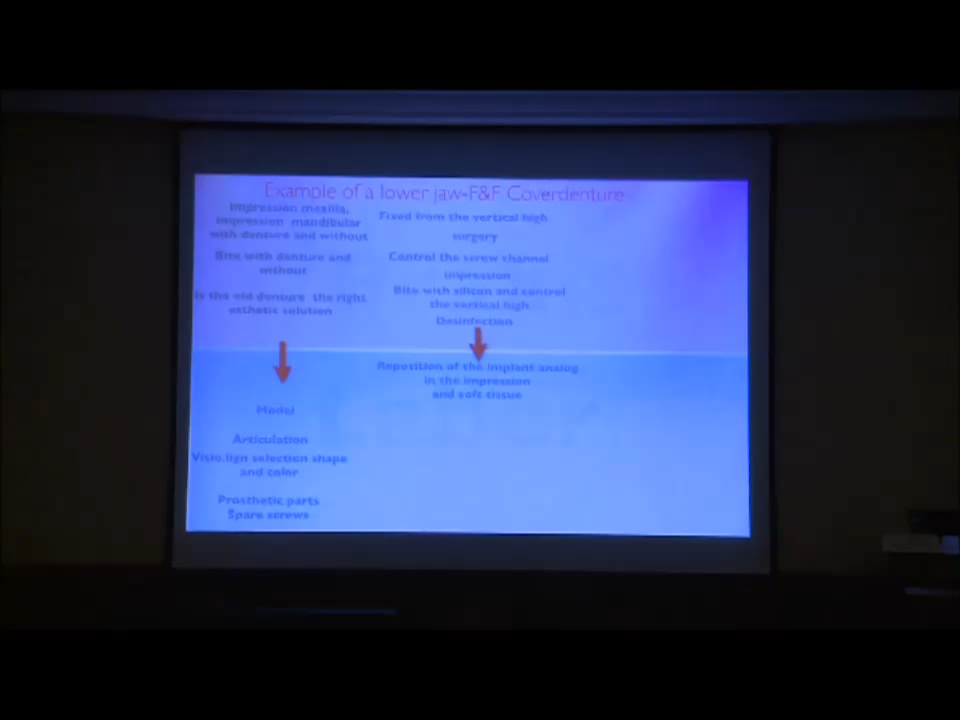 Example of a lower jaw-F&F Coverdenture
Impression maxilla,
impression mandibular
with denture and without
Bite with denture and
without
Is the old denture the right
esthetic solution
Model
Articulation
Visio.lign selection shape
and color
Prosthetic parts
Spare screws
Fixed from the vertical high
surgery
Control the screw channel
impression
Bite with silicon and control
the vertical high
Desinfection
Reposition of the implant analog
in the impression
and soft tissue